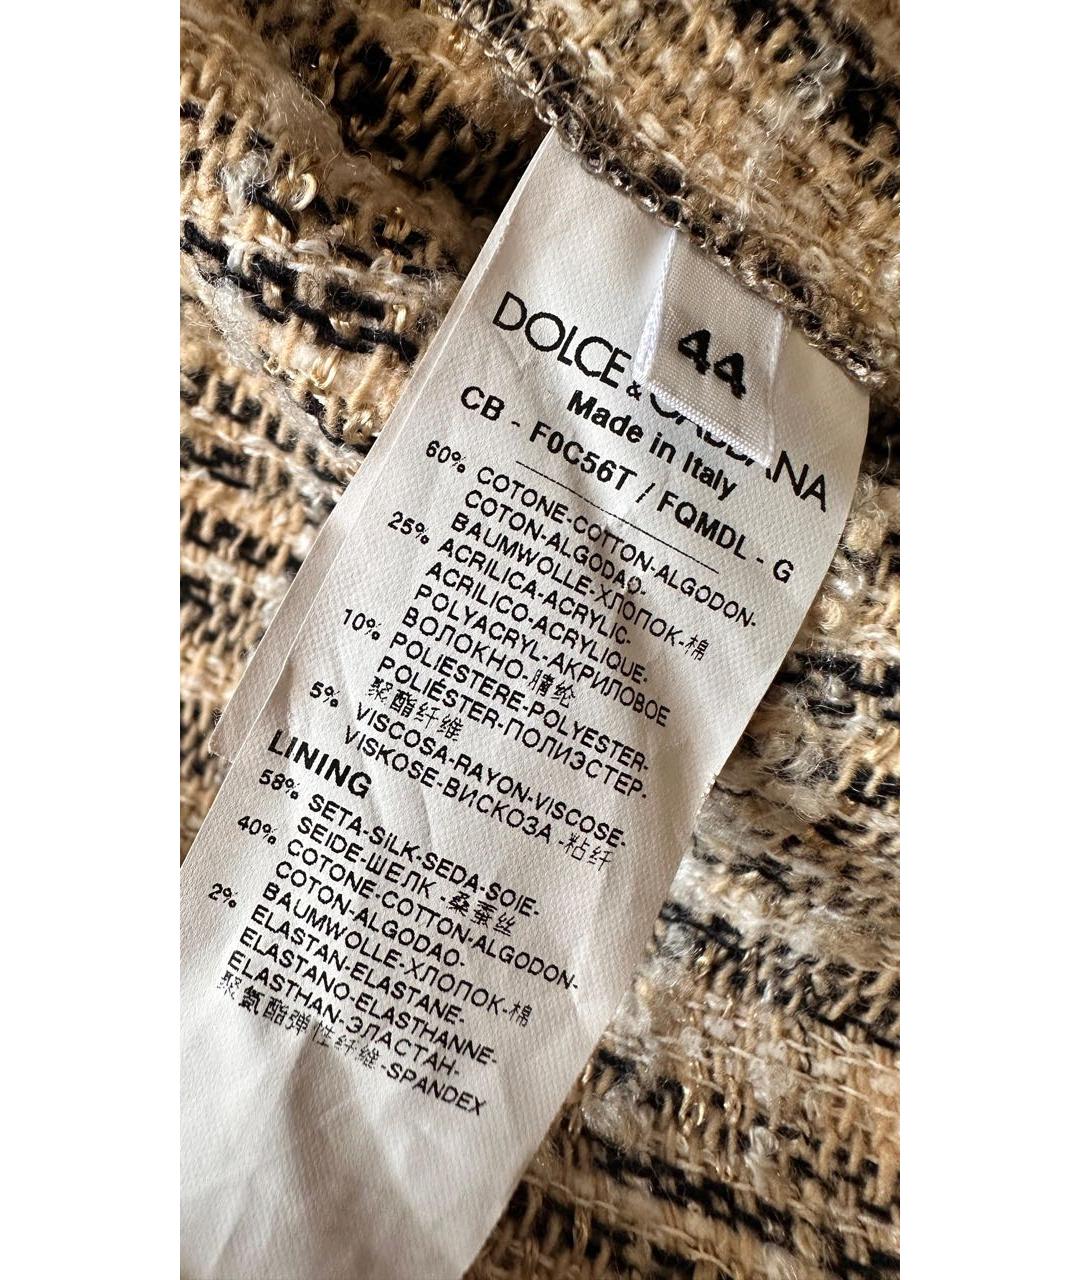 44
DOLCE & GABBANA
Made in Italy
CB - F0C56T / FQMDL - G
60% COTONE-COTTON-ALGODON-
COTON-ALGODAO-
BAUMWOLLE-ХЛОПОК-棉
25% ACRILICA-ACRYLIC-
ACRILICO-ACRYLIQUE-
POLYACRYL-АКРИЛОВОЕ
ВОЛОКНО-腈纶
10% POLIESTERE-POLYESTER-
POLIÉSTER-ПОЛИЭСТЕР-
聚酯纤维
5% VISCOSA-RAYON-VISCOSE-
VISKOSE-ВИСКОЗА-粘纤
LINING
58% SETA-SILK-SEDA-SOIE-
SEIDE-ШЕЛК-桑蚕丝
40% COTONE-COTTON-ALGODON-
COTON-ALGODAO-
BAUMWOLLE-ХЛОПОК-棉
2% ELASTAN-ELASTANE-
ELASTANO-ELASTHANNE-
ELASTHAN-ЭЛАСТАН-
聚氨酯弹性纤维-SPANDEX